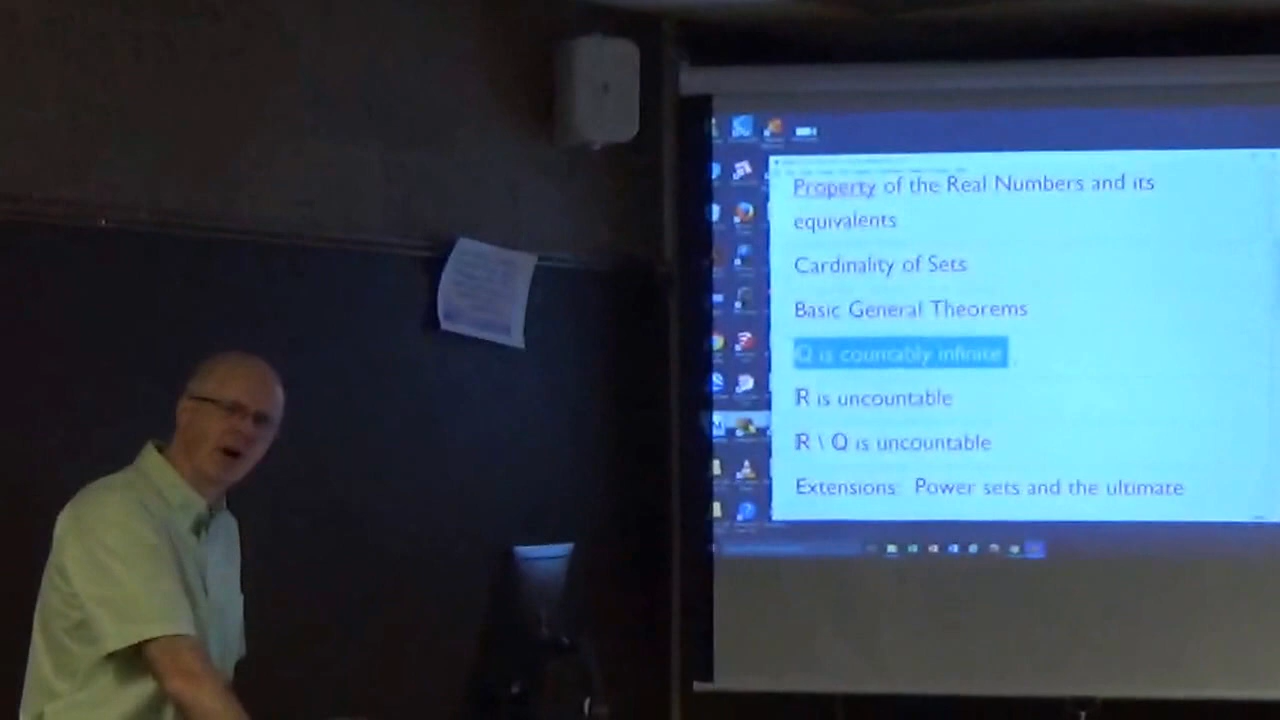 Property of the Real Numbers and its
equivalents
Cardinality of Sets
Basic General Theorems
Q is countably infinite
R is uncountable
R \ Q is uncountable
Extensions: Power sets and the ultimate